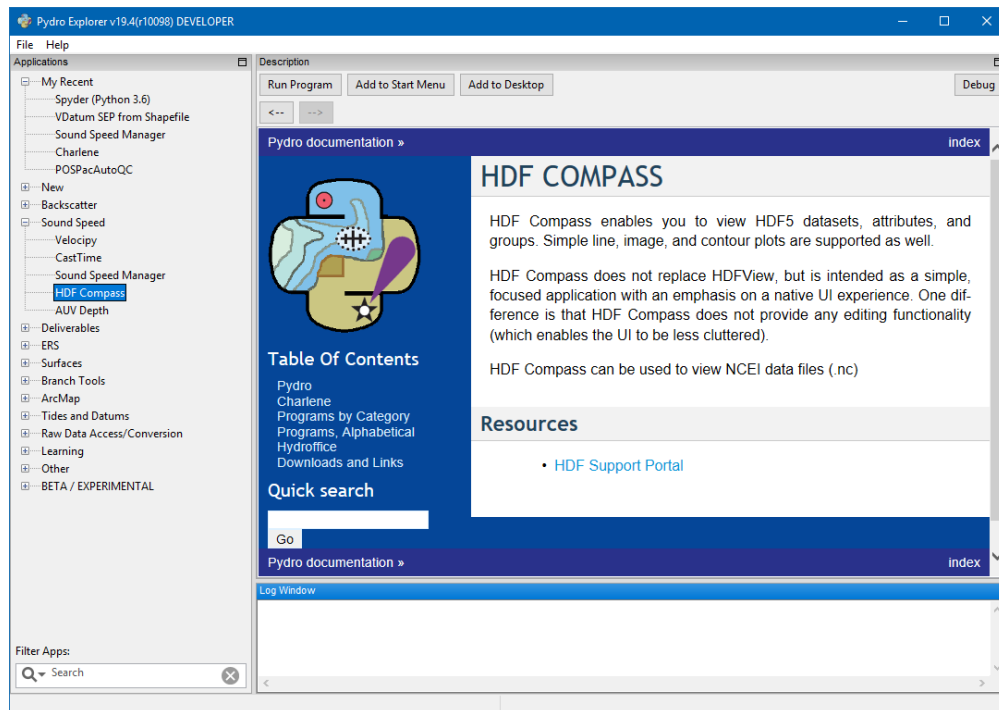 Pydro Explorer v19.4(r10098) DEVELOPER
File Help
Applications
My Recent
Spyder (Python 3.6)
VDatum SEP from Shapefile
Sound Speed Manager
Charlene
POSPacAutoQC
New
Backscatter
Sound Speed
Velocipy
CastTime
Sound Speed Manager
HDF Compass
AUV Depth
Deliverables
ERS
Surfaces
Branch Tools
ArcMap
Tides and Datums
Raw Data Access/Conversion
Learning
Other
BETA / EXPERIMENTAL
Filter Apps:
Search
Description
Run Program Add to Start Menu Add to Desktop Debug
<-- -->
Pydro documentation » index
Table Of Contents
Pydro
Charlene
Programs by Category
Programs, Alphabetical
Hydroffice
Downloads and Links
Quick search
Go
HDF COMPASS
HDF Compass enables you to view HDF5 datasets, attributes, and
groups. Simple line, image, and contour plots are supported as well.
HDF Compass does not replace HDFView, but is intended as a simple,
focused application with an emphasis on a native UI experience. One dif-
ference is that HDF Compass does not provide any editing functionality
(which enables the UI to be less cluttered).
HDF Compass can be used to view NCEI data files (.nc)
Resources
• HDF Support Portal
Pydro documentation » index
Log Window